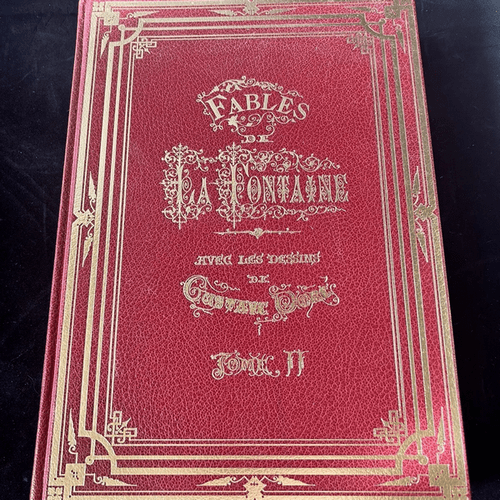 FABLES
DE
LA FONTAINE
AVEC LES DESSINS
DE
GUSTAVE DORÉ
TOME II